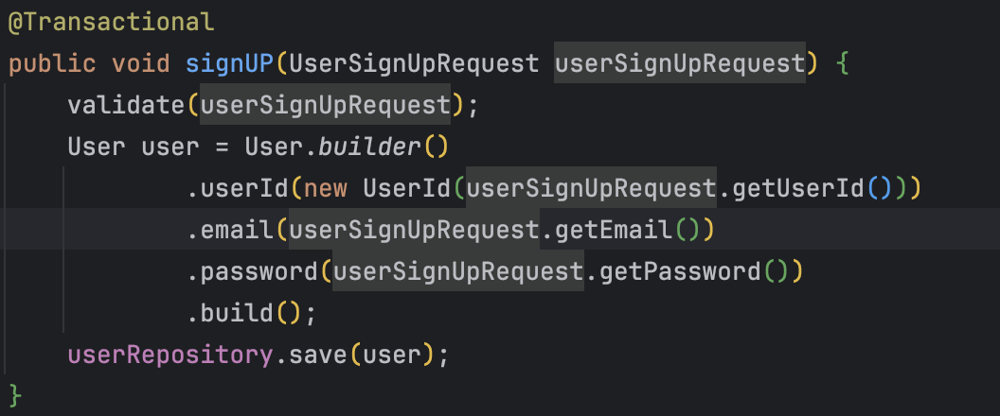 @Transactional
public void signUP(UserSignUpRequest userSignUpRequest) {
    validate(userSignUpRequest);
    User user = User.builder()
            .userId(new UserId(userSignUpRequest.getUserId()))
            .email(userSignUpRequest.getEmail())
            .password(userSignUpRequest.getPassword())
            .build();
    userRepository.save(user);
}